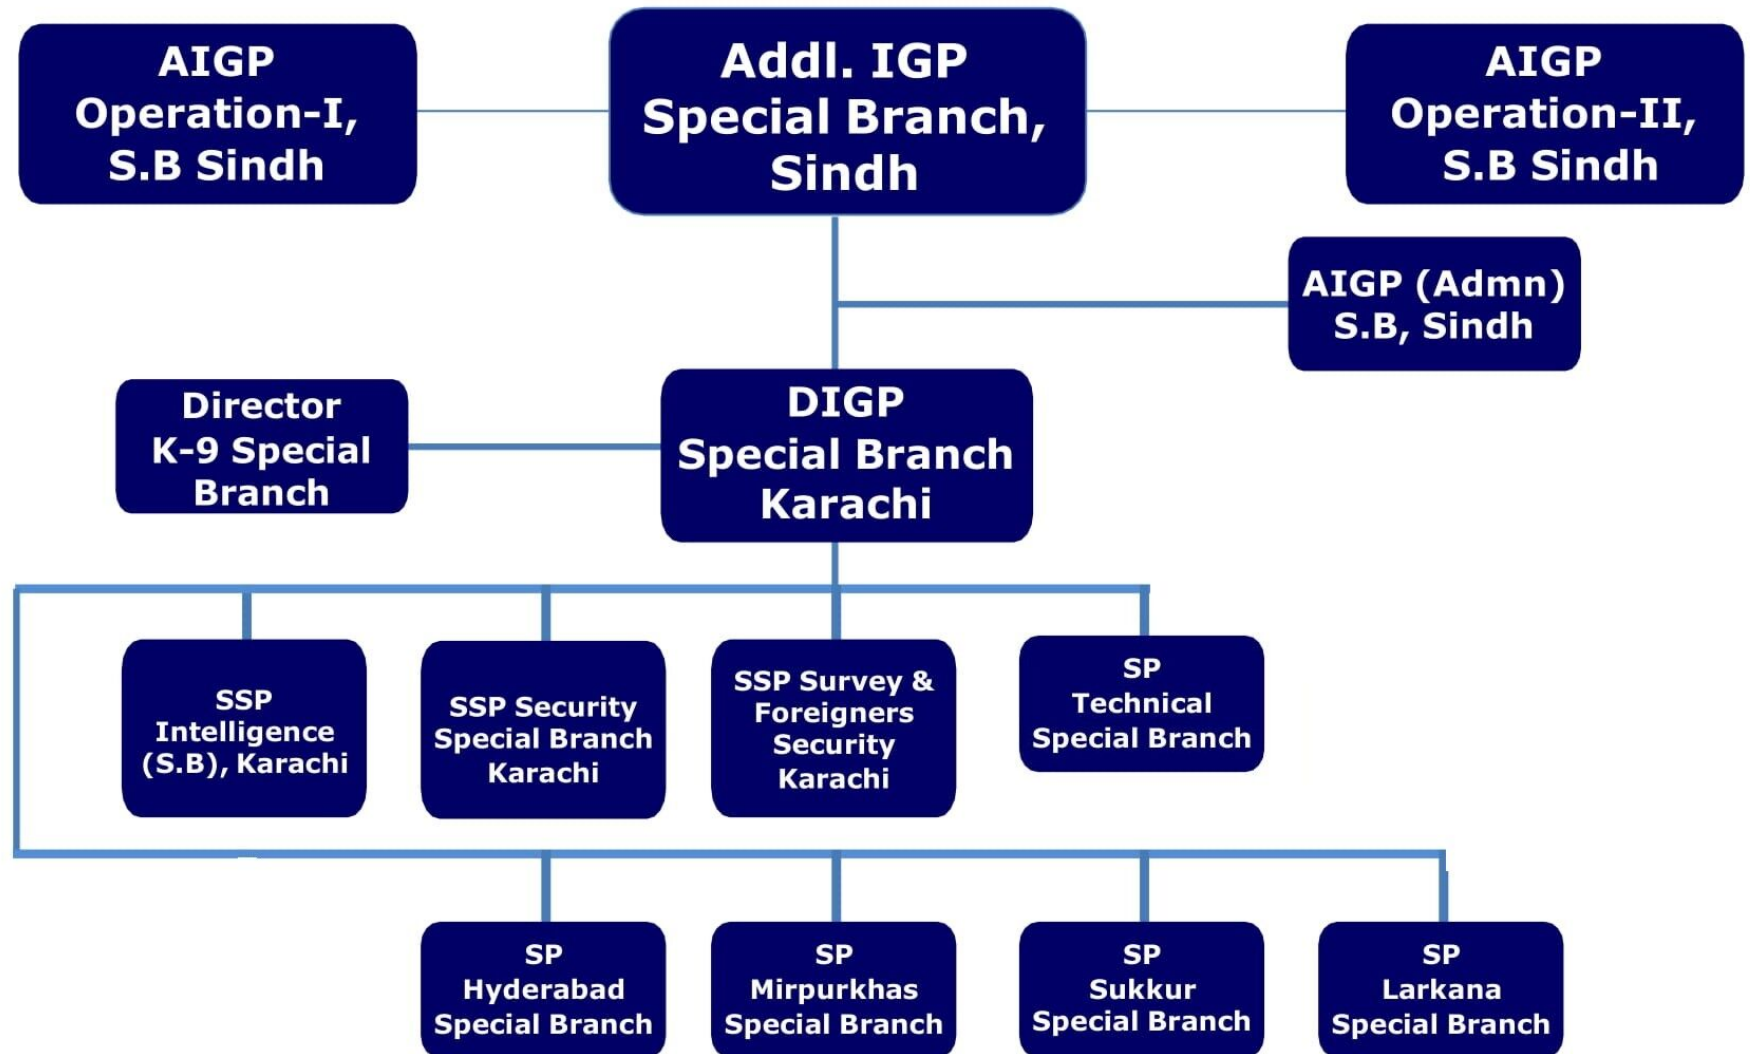 AIGP
Operation-I,
S.B Sindh
Addl. IGP
Special Branch,
Sindh
AIGP
Operation-II,
S.B Sindh
AIGP (Admn)
S.B, Sindh
Director
K-9 Special
Branch
DIGP
Special Branch
Karachi
SSP
Intelligence
(S.B), Karachi
SSP Security
Special Branch
Karachi
SSP Survey &
Foreigners
Security
Karachi
SP
Technical
Special Branch
SP
Hyderabad
Special Branch
SP
Mirpurkhas
Special Branch
SP
Sukkur
Special Branch
SP
Larkana
Special Branch